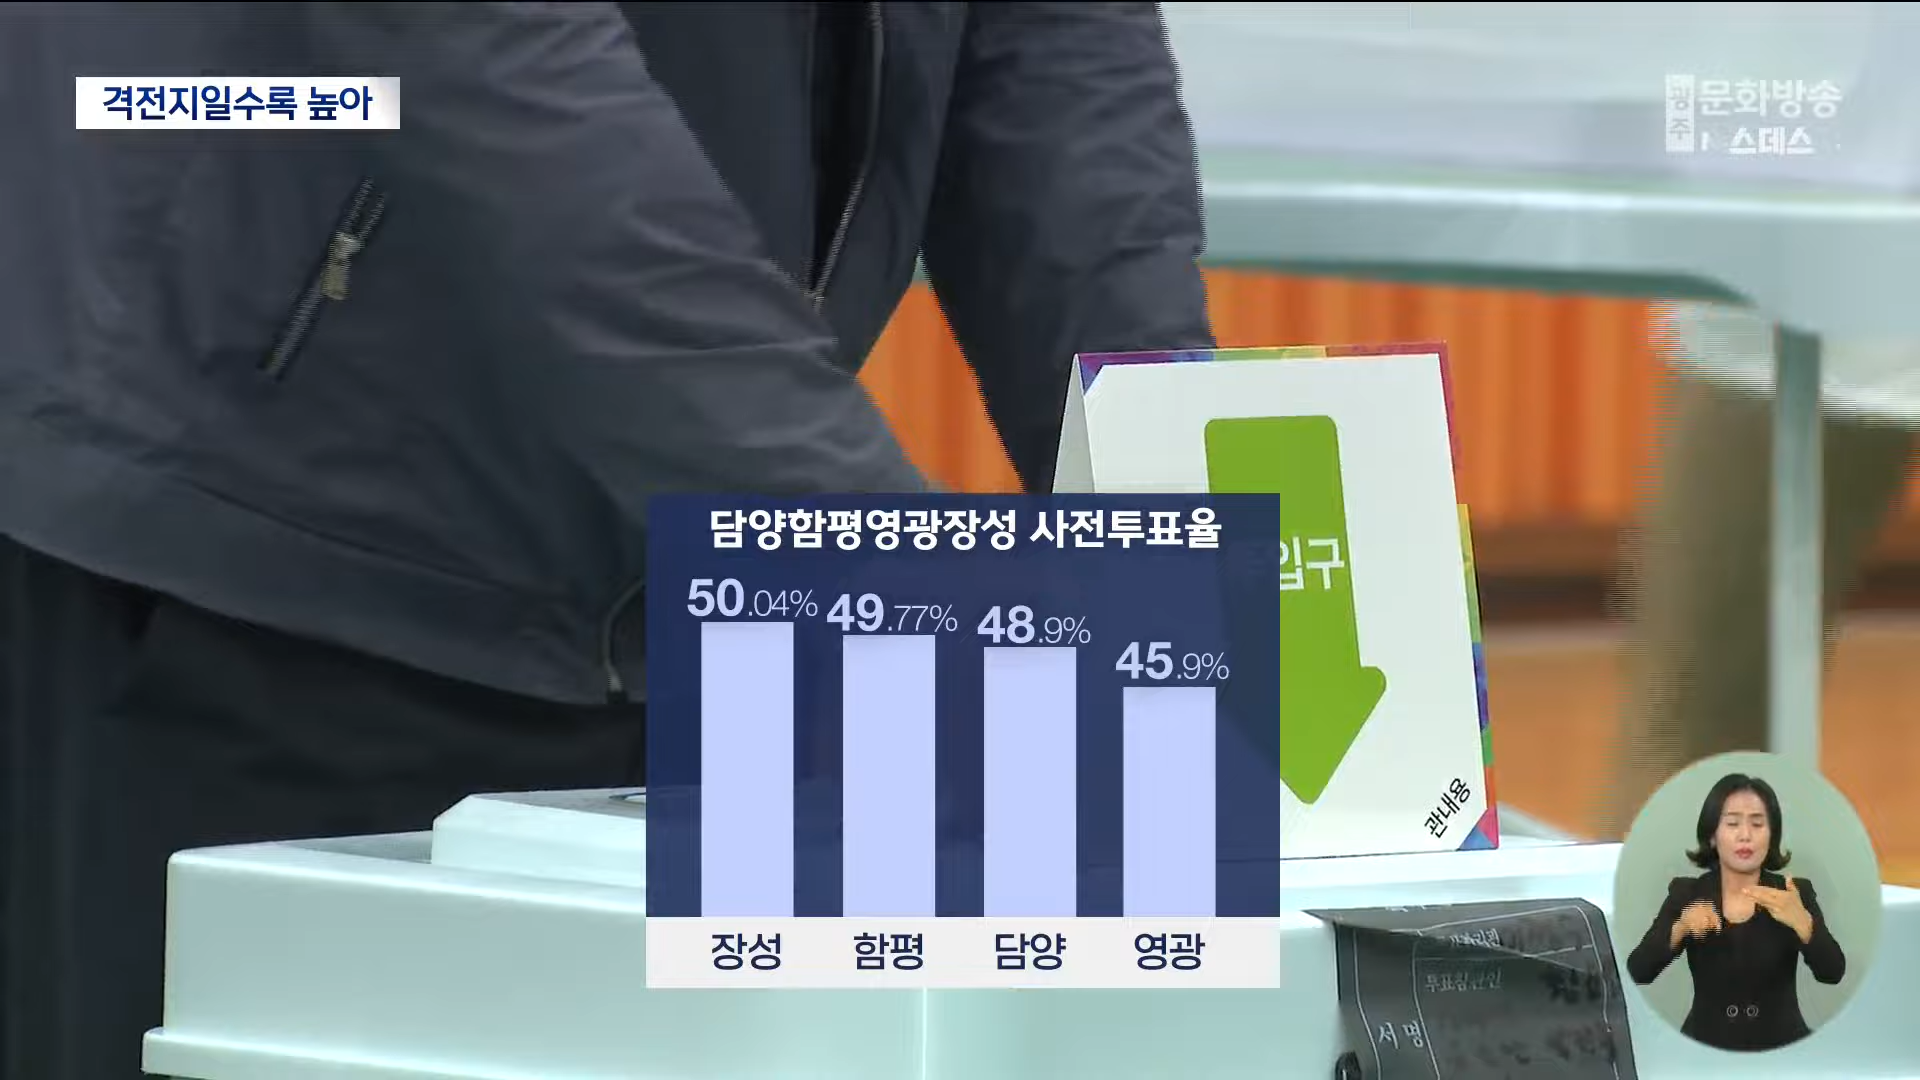 격전지일수록 높아
광주
문화방송
스데스
담양함평영광장성 사전투표율
50.04%
49.77%
48.9%
45.9%
장성
함평
담양
영광
입구
관내용
투표참관인
서명